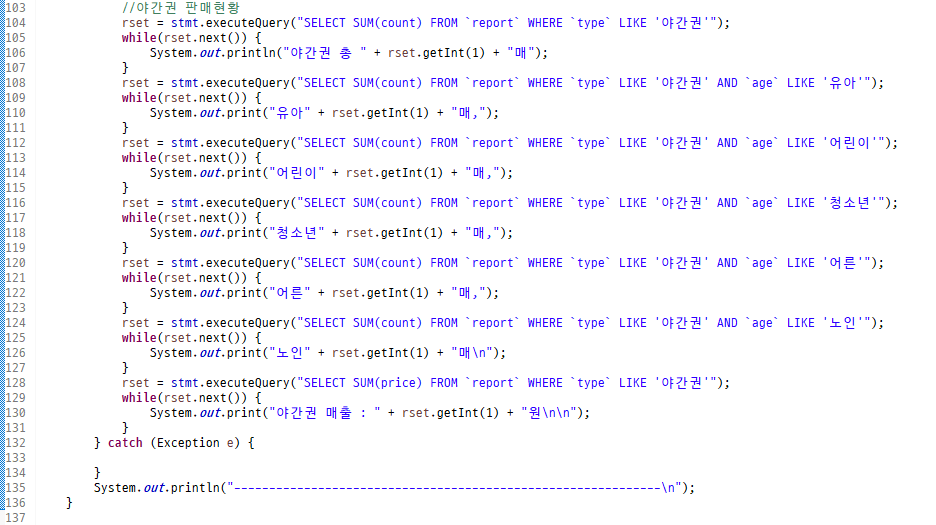 103 //야간권 판매현황
104 rset = stmt.executeQuery("SELECT SUM(count) FROM `report` WHERE `type` LIKE '야간권'");
105 while(rset.next()) {
106 System.out.println("야간권 총 " + rset.getInt(1) + "매");
107 }
108 rset = stmt.executeQuery("SELECT SUM(count) FROM `report` WHERE `type` LIKE '야간권' AND `age` LIKE '유아'");
109 while(rset.next()) {
110 System.out.print("유아" + rset.getInt(1) + "매,");
111 }
112 rset = stmt.executeQuery("SELECT SUM(count) FROM `report` WHERE `type` LIKE '야간권' AND `age` LIKE '어린이'");
113 while(rset.next()) {
114 System.out.print("어린이" + rset.getInt(1) + "매,");
115 }
116 rset = stmt.executeQuery("SELECT SUM(count) FROM `report` WHERE `type` LIKE '야간권' AND `age` LIKE '청소년'");
117 while(rset.next()) {
118 System.out.print("청소년" + rset.getInt(1) + "매,");
119 }
120 rset = stmt.executeQuery("SELECT SUM(count) FROM `report` WHERE `type` LIKE '야간권' AND `age` LIKE '어른'");
121 while(rset.next()) {
122 System.out.print("어른" + rset.getInt(1) + "매,");
123 }
124 rset = stmt.executeQuery("SELECT SUM(count) FROM `report` WHERE `type` LIKE '야간권' AND `age` LIKE '노인'");
125 while(rset.next()) {
126 System.out.print("노인" + rset.getInt(1) + "매\n");
127 }
128 rset = stmt.executeQuery("SELECT SUM(price) FROM `report` WHERE `type` LIKE '야간권'");
129 while(rset.next()) {
130 System.out.print("야간권 매출 : " + rset.getInt(1) + "원\n\n");
131 }
132 } catch (Exception e) {
133
134 }
135 System.out.println("-------------------------------------------------------------\n");
136 }
137